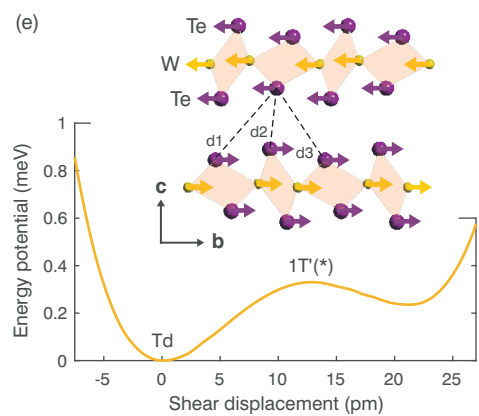 (e)
Te
W
Te
d1
d2
d3
c
b
1
0.8
0.6
0.4
0.2
0
Energy potential (meV)
Td
1T'(*)
-5 0 5 10 15 20 25
Shear displacement (pm)